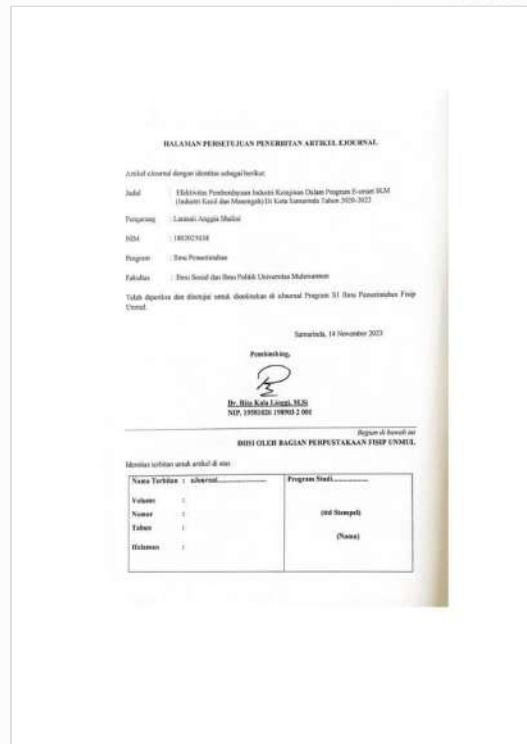 HALAMAN PERSETUJUAN PENERBITAN ARTIKEL EJOURNAL
Artikel eJournal dengan identitas sebagai berikut:
Judul : Efektivitas Pemberdayaan Industri Kerajinan Dalam Program E-smart IKM
(Industri Kecil dan Menengah) Di Kota Samarinda Tahun 2020-2022
Pengarang : Larasati Anggia
NIM :
Program : Ilmu Pemerintahan
Fakultas : Ilmu Sosial dan Ilmu Politik Universitas Mulawarman
Telah diperiksa dan disetujui untuk dionlinekan di eJournal Program S1 Ilmu Pemerintahan Fisip
Unmul.
Samarinda, 14 November 2023
Pembimbing,
Dr. Rita Kala Linggi, M.Si
NIP. 19581026 198903 2 001
Bagian di bawah ini
DIISI OLEH BAGIAN PERPUSTAKAAN FISIP UNMUL
Identitas terbitan untuk artikel di atas
Nama Terbitan : eJournal................... Program Studi................
Volume :
Nomor : (ttd Stempel)
Tahun :
(Nama)
Halaman :